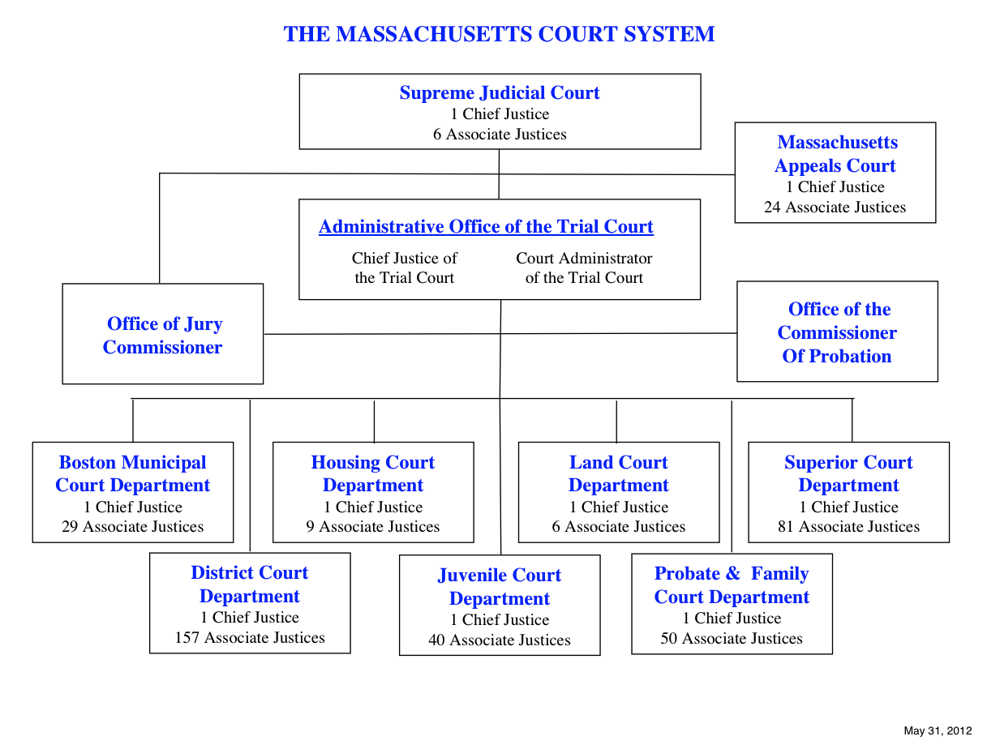 THE MASSACHUSETTS COURT SYSTEM
Supreme Judicial Court
1 Chief Justice
6 Associate Justices
Massachusetts
Appeals Court
1 Chief Justice
24 Associate Justices
Administrative Office of the Trial Court
Chief Justice of
the Trial Court
Court Administrator
of the Trial Court
Office of Jury
Commissioner
Office of the
Commissioner
Of Probation
Boston Municipal
Court Department
1 Chief Justice
29 Associate Justices
Housing Court
Department
1 Chief Justice
9 Associate Justices
Land Court
Department
1 Chief Justice
6 Associate Justices
Superior Court
Department
1 Chief Justice
81 Associate Justices
District Court
Department
1 Chief Justice
157 Associate Justices
Juvenile Court
Department
1 Chief Justice
40 Associate Justices
Probate & Family
Court Department
1 Chief Justice
50 Associate Justices
May 31, 2012